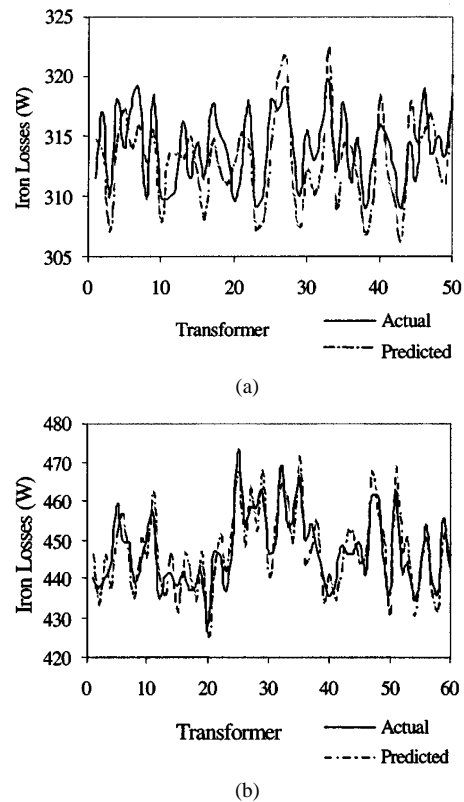 325
320
315
310
305
Iron Losses (W)
0 10 20 30 40 50
Transformer
Actual
Predicted
(a)
480
470
460
450
440
430
420
Iron Losses (W)
0 10 20 30 40 50 60
Transformer
Actual
Predicted
(b)